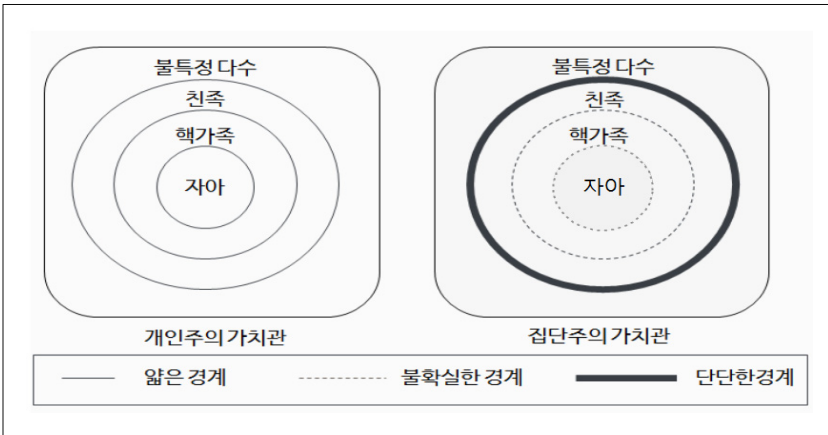 불특정 다수
친족
핵가족
자아
개인주의 가치관
불특정 다수
친족
핵가족
자아
집단주의 가치관
얇은 경계
불확실한 경계
단단한경계